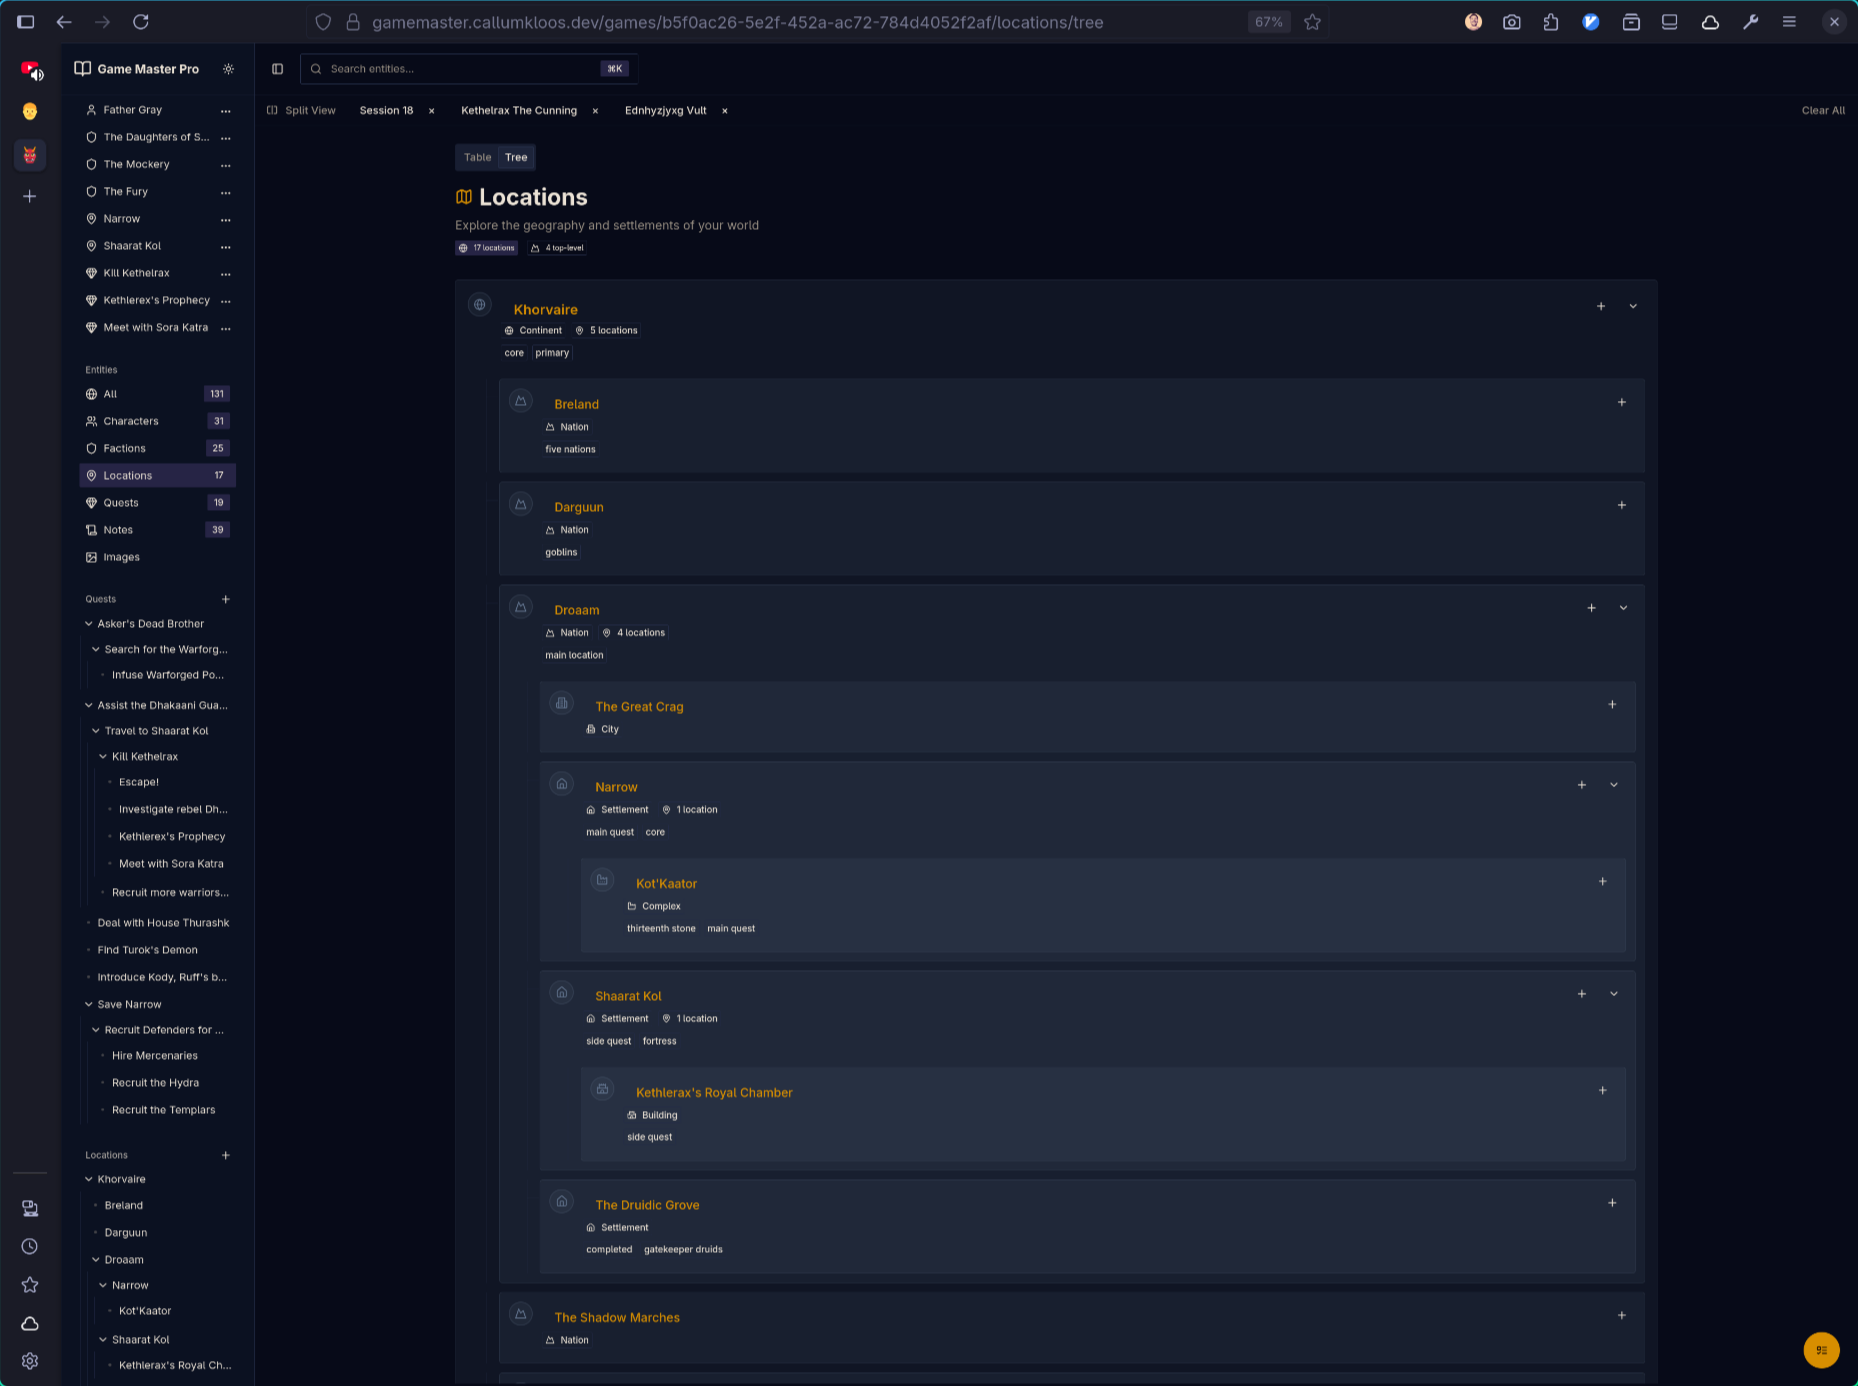 gamemaster.callumkloos.dev/games/b5f0ac26-5e2f-452a-ac72-784d4052f2af/locations/tree
67%
Game Master Pro
Father Gray
The Daughters of S...
The Mockery
The Fury
Narrow
Shaarat Kol
Kill Kethelrax
Kethlerex's Prophecy
Meet with Sora Katra
Entities
All 131
Characters 31
Factions 25
Locations 17
Quests 19
Notes 39
Images
Quests
Asker's Dead Brother
Search for the Warforg...
Infuse Warforged Po...
Assist the Dhakaani Gua...
Travel to Shaarat Kol
Kill Kethelrax
Escape!
Investigate rebel Dh...
Kethlerex's Prophecy
Meet with Sora Katra
Recruit more warriors...
Deal with House Thurashk
Find Turok's Demon
Introduce Kody, Ruff's b...
Save Narrow
Recruit Defenders for ...
Hire Mercenaries
Recruit the Hydra
Recruit the Templars
Locations
Khorvaire
Breland
Darguun
Droaam
Narrow
Kot'Kaator
Shaarat Kol
Kethlerax's Royal Ch...
Search entities... ⌘K
Split View Session 18 × Kethelrax The Cunning × Ednhyzjyxg Vult × Clear All
Table Tree
Locations
Explore the geography and settlements of your world
17 locations 4 top-level
Khorvaire
Continent 5 locations
core primary
Breland
Nation
five nations
Darguun
Nation
goblins
Droaam
Nation 4 locations
main location
The Great Crag
City
Narrow
Settlement 1 location
main quest core
Kot'Kaator
Complex
thirteenth stone main quest
Shaarat Kol
Settlement 1 location
side quest fortress
Kethlerax's Royal Chamber
Building
side quest
The Druidic Grove
Settlement
completed gatekeeper druids
The Shadow Marches
Nation